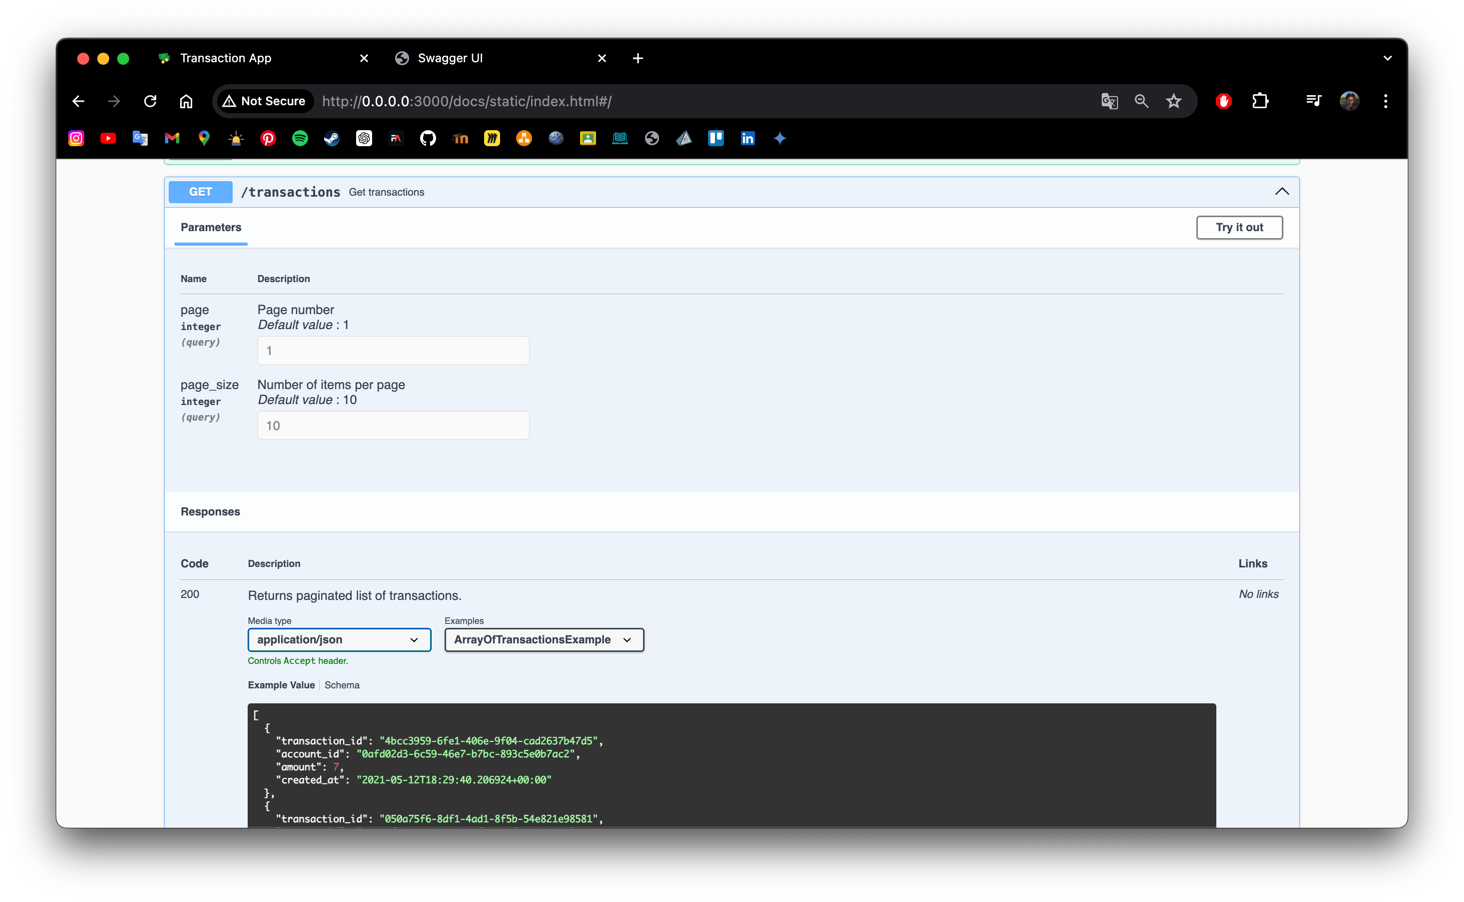 Transaction App
Swagger UI
Not Secure
http://0.0.0.0:3000/docs/static/index.html#/
GET /transactions Get transactions
Parameters
Try it out
Name Description
page
integer
(query)
Page number
Default value : 1
1
page_size
integer
(query)
Number of items per page
Default value : 10
10
Responses
Code Description Links
200 Returns paginated list of transactions. No links
Media type
application/json
Controls Accept header.
Examples
ArrayOfTransactionsExample
Example Value Schema
[
{
"transaction_id": "4bcc3959-6fe1-406e-9f04-cad2637b47d5",
"account_id": "0afd02d3-6c59-46e7-b7bc-893c5e0b7ac2",
"amount": 7,
"created_at": "2021-05-12T18:29:40.206924+00:00"
},
{
"transaction_id": "050a75f6-8df1-4ad1-8f5b-54e821e98581",